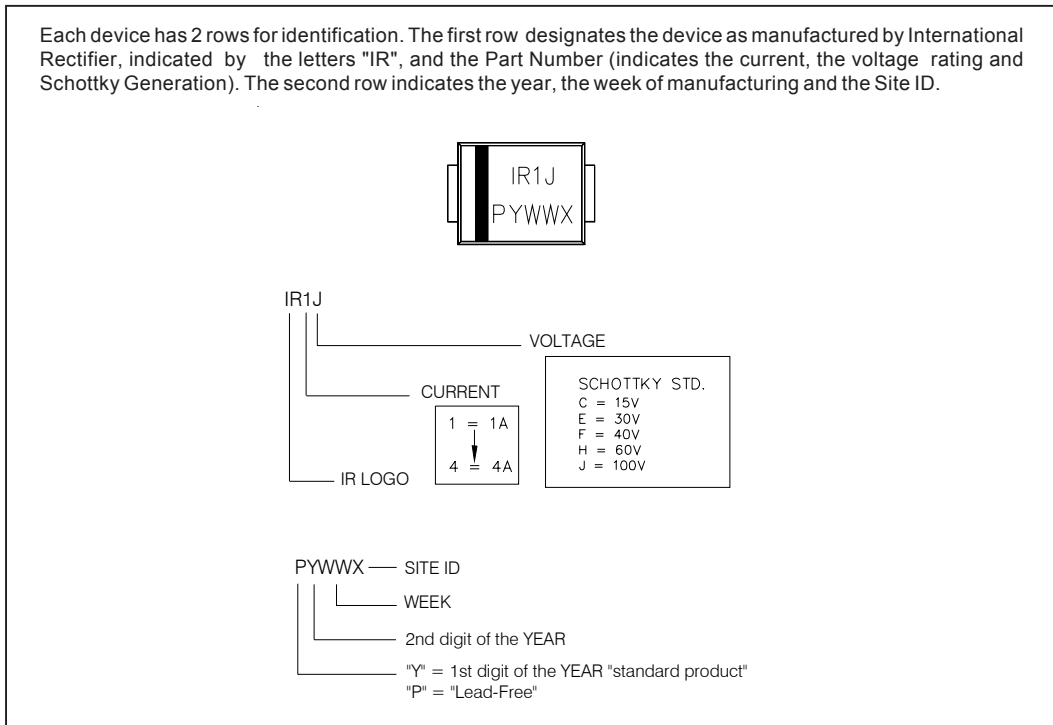 Each device has 2 rows for identification. The first row designates the device as manufactured by International
Rectifier, indicated by the letters "IR", and the Part Number (indicates the current, the voltage rating and
Schottky Generation). The second row indicates the year, the week of manufacturing and the Site ID.
IR1J
PYWWX
IR1J
VOLTAGE
SCHOTTKY STD.
C = 15V
E = 30V
F = 40V
H = 60V
J = 100V
CURRENT
1 = 1A
4 = 4A
IR LOGO
PYWWX
SITE ID
WEEK
2nd digit of the YEAR
"Y" = 1st digit of the YEAR "standard product"
"P" = "Lead-Free"